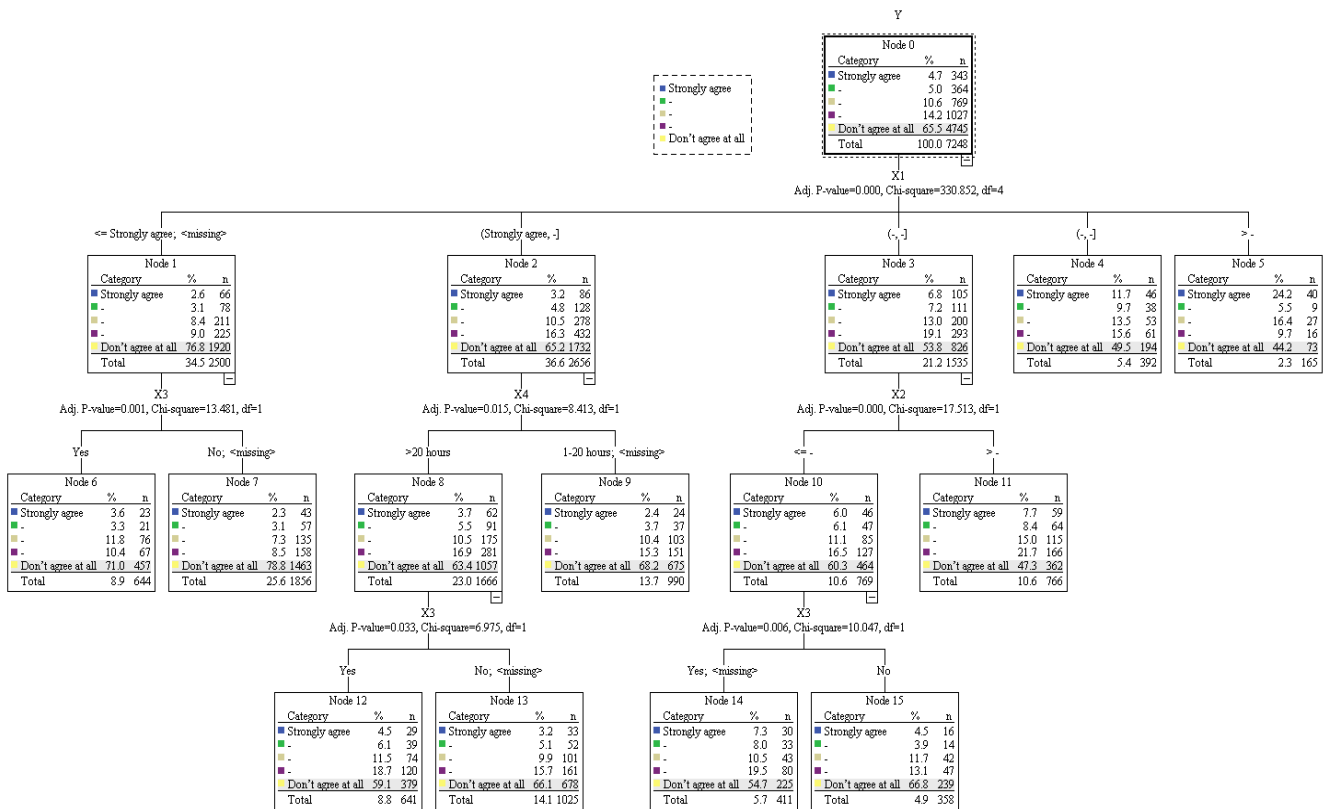 Y
Node 0
Category % n
Strongly agree 4.7 343
- 5.0 364
- 10.6 769
- 14.2 1027
Don't agree at all 65.5 4745
Total 100.0 7248
Strongly agree
-
-
-
Don't agree at all
X1
Adj. P-value=0.000, Chi-square=330.852, df=4
<= Strongly agree; <missing>
(Strongly agree, -]
(-, -]
(-, -]
> -
Node 1
Category % n
Strongly agree 2.6 66
- 3.1 78
- 8.4 211
- 9.0 225
Don't agree at all 76.8 1920
Total 34.5 2500
Node 2
Category % n
Strongly agree 3.2 86
- 4.8 128
- 10.5 278
- 16.3 432
Don't agree at all 65.2 1732
Total 36.6 2656
Node 3
Category % n
Strongly agree 6.8 105
- 7.2 111
- 13.0 200
- 19.1 293
Don't agree at all 53.8 826
Total 21.2 1535
Node 4
Category % n
Strongly agree 11.7 46
- 9.7 38
- 13.5 53
- 15.6 61
Don't agree at all 49.5 194
Total 5.4 392
Node 5
Category % n
Strongly agree 24.2 40
- 5.5 9
- 16.4 27
- 9.7 16
Don't agree at all 44.2 73
Total 2.3 165
X3
Adj. P-value=0.001, Chi-square=13.481, df=1
X4
Adj. P-value=0.015, Chi-square=8.413, df=1
X2
Adj. P-value=0.000, Chi-square=17.513, df=1
Yes
No; <missing>
>20 hours
1-20 hours; <missing>
<= -
> -
Node 6
Category % n
Strongly agree 3.6 23
- 3.3 21
- 11.8 76
- 10.4 67
Don't agree at all 71.0 457
Total 8.9 644
Node 7
Category % n
Strongly agree 2.3 43
- 3.1 57
- 7.3 135
- 8.5 158
Don't agree at all 78.8 1463
Total 25.6 1856
Node 8
Category % n
Strongly agree 3.7 62
- 5.5 91
- 10.5 175
- 16.9 281
Don't agree at all 63.4 1057
Total 23.0 1666
Node 9
Category % n
Strongly agree 2.4 24
- 3.7 37
- 10.4 103
- 15.3 151
Don't agree at all 68.2 675
Total 13.7 990
Node 10
Category % n
Strongly agree 6.0 46
- 6.1 47
- 11.1 85
- 16.5 127
Don't agree at all 60.3 464
Total 10.6 769
Node 11
Category % n
Strongly agree 7.7 59
- 8.4 64
- 15.0 115
- 21.7 166
Don't agree at all 47.3 362
Total 10.6 766
X3
Adj. P-value=0.033, Chi-square=6.975, df=1
X3
Adj. P-value=0.006, Chi-square=10.047, df=1
Yes
No; <missing>
Yes; <missing>
No
Node 12
Category % n
Strongly agree 4.5 29
- 6.1 39
- 11.5 74
- 18.7 120
Don't agree at all 59.1 379
Total 8.8 641
Node 13
Category % n
Strongly agree 3.2 33
- 5.1 52
- 9.9 101
- 15.7 161
Don't agree at all 66.1 678
Total 14.1 1025
Node 14
Category % n
Strongly agree 7.3 30
- 8.0 33
- 10.5 43
- 19.5 80
Don't agree at all 54.7 225
Total 5.7 411
Node 15
Category % n
Strongly agree 4.5 16
- 3.9 14
- 11.7 42
- 13.1 47
Don't agree at all 66.8 239
Total 4.9 358